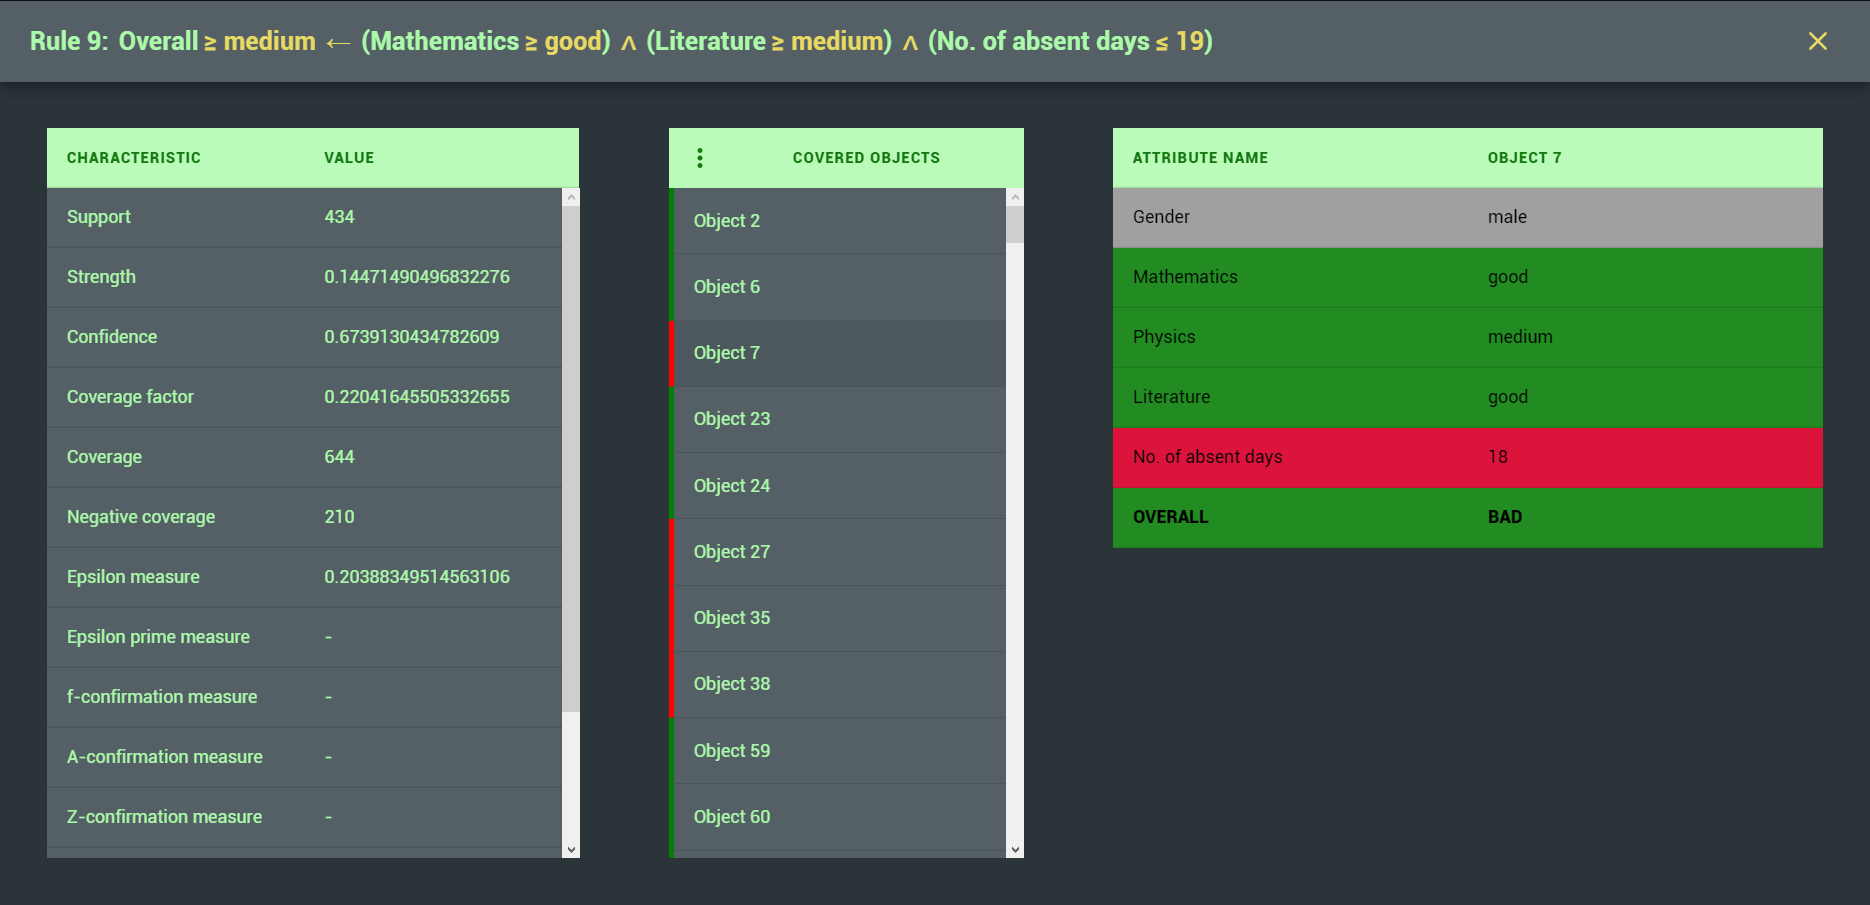 Rule 9: Overall ≥ medium ← (Mathematics ≥ good) ∧ (Literature ≥ medium) ∧ (No. of absent days ≤ 19)
CHARACTERISTIC VALUE
Support 434
Strength 0.14471490496832276
Confidence 0.6739130434782609
Coverage factor 0.22041645505332655
Coverage 644
Negative coverage 210
Epsilon measure 0.20388349514563106
Epsilon prime measure -
f-confirmation measure -
A-confirmation measure -
Z-confirmation measure -
COVERED OBJECTS
Object 2
Object 6
Object 7
Object 23
Object 24
Object 27
Object 35
Object 38
Object 59
Object 60
ATTRIBUTE NAME OBJECT 7
Gender male
Mathematics good
Physics medium
Literature good
No. of absent days 18
OVERALL BAD